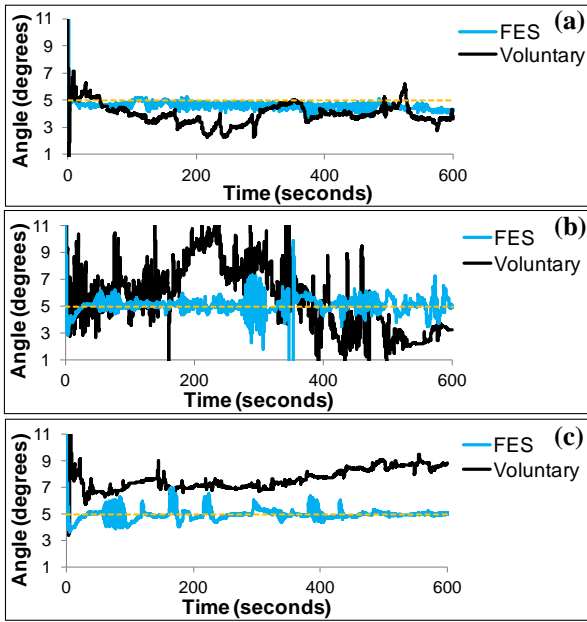 (a)
FES
Voluntary
Angle (degrees)
11
9
7
5
3
1
0 200 400 600
Time (seconds)
(b)
FES
Voluntary
Angle (degrees)
11
9
7
5
3
1
0 200 400 600
Time (seconds)
(c)
FES
Voluntary
Angle (degrees)
11
9
7
5
3
1
0 200 400 600
Time (seconds)